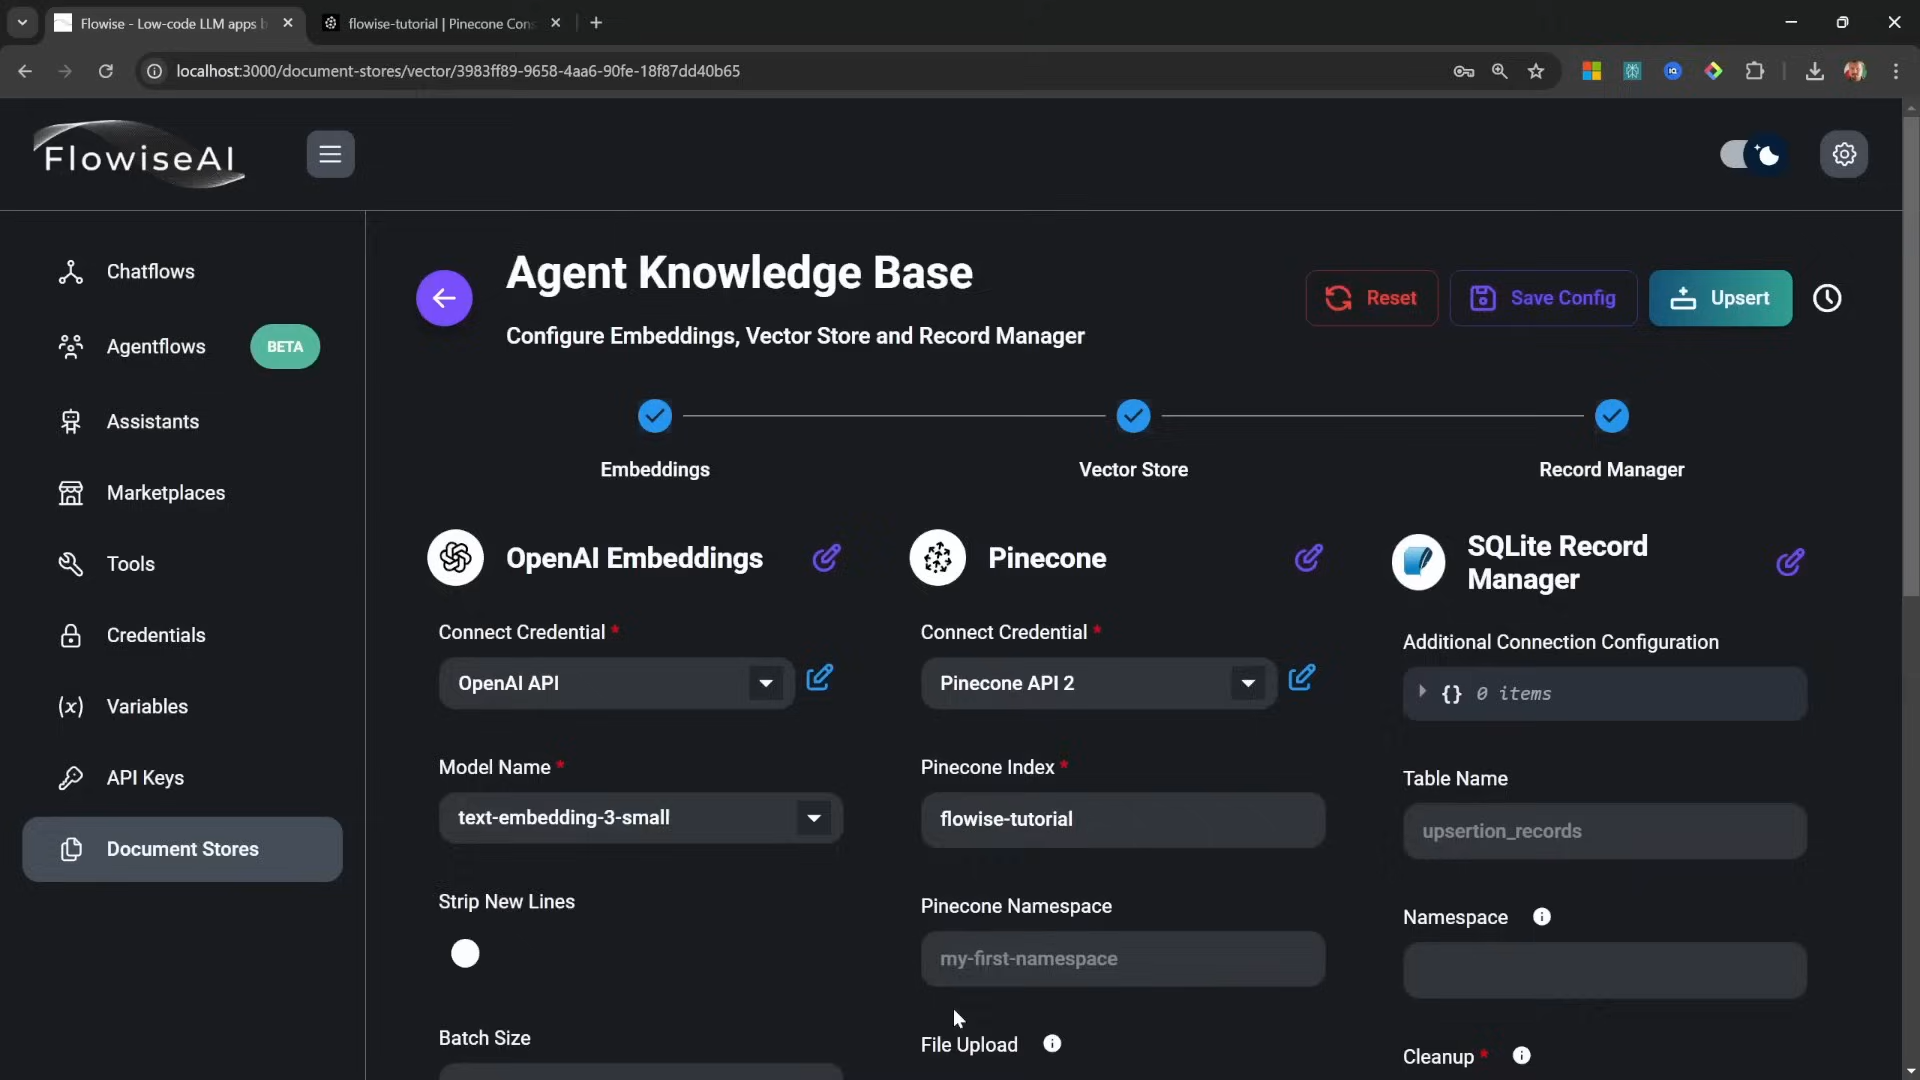 Flowise - Low-code LLM apps b
flowise-tutorial | Pinecone Con
localhost:3000/document-stores/vector/3983ff89-9658-4aa6-90fe-18f87dd40b65
FlowiseAI
Chatflows
Agentflows
BETA
Assistants
Marketplaces
Tools
Credentials
Variables
API Keys
Document Stores
Agent Knowledge Base
Configure Embeddings, Vector Store and Record Manager
Reset
Save Config
Upsert
Embeddings
Vector Store
Record Manager
OpenAI Embeddings
Connect Credential *
OpenAI API
Model Name *
text-embedding-3-small
Strip New Lines
Batch Size
Pinecone
Connect Credential *
Pinecone API 2
Pinecone Index *
flowise-tutorial
Pinecone Namespace
my-first-namespace
File Upload
SQLite Record
Manager
Additional Connection Configuration
{} 0 items
Table Name
upsertion_records
Namespace
Cleanup *